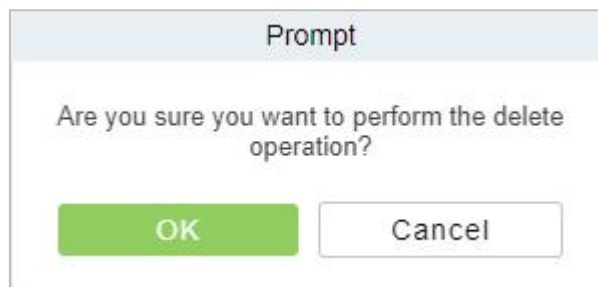 Prompt
Are you sure you want to perform the delete
operation?
OK
Cancel